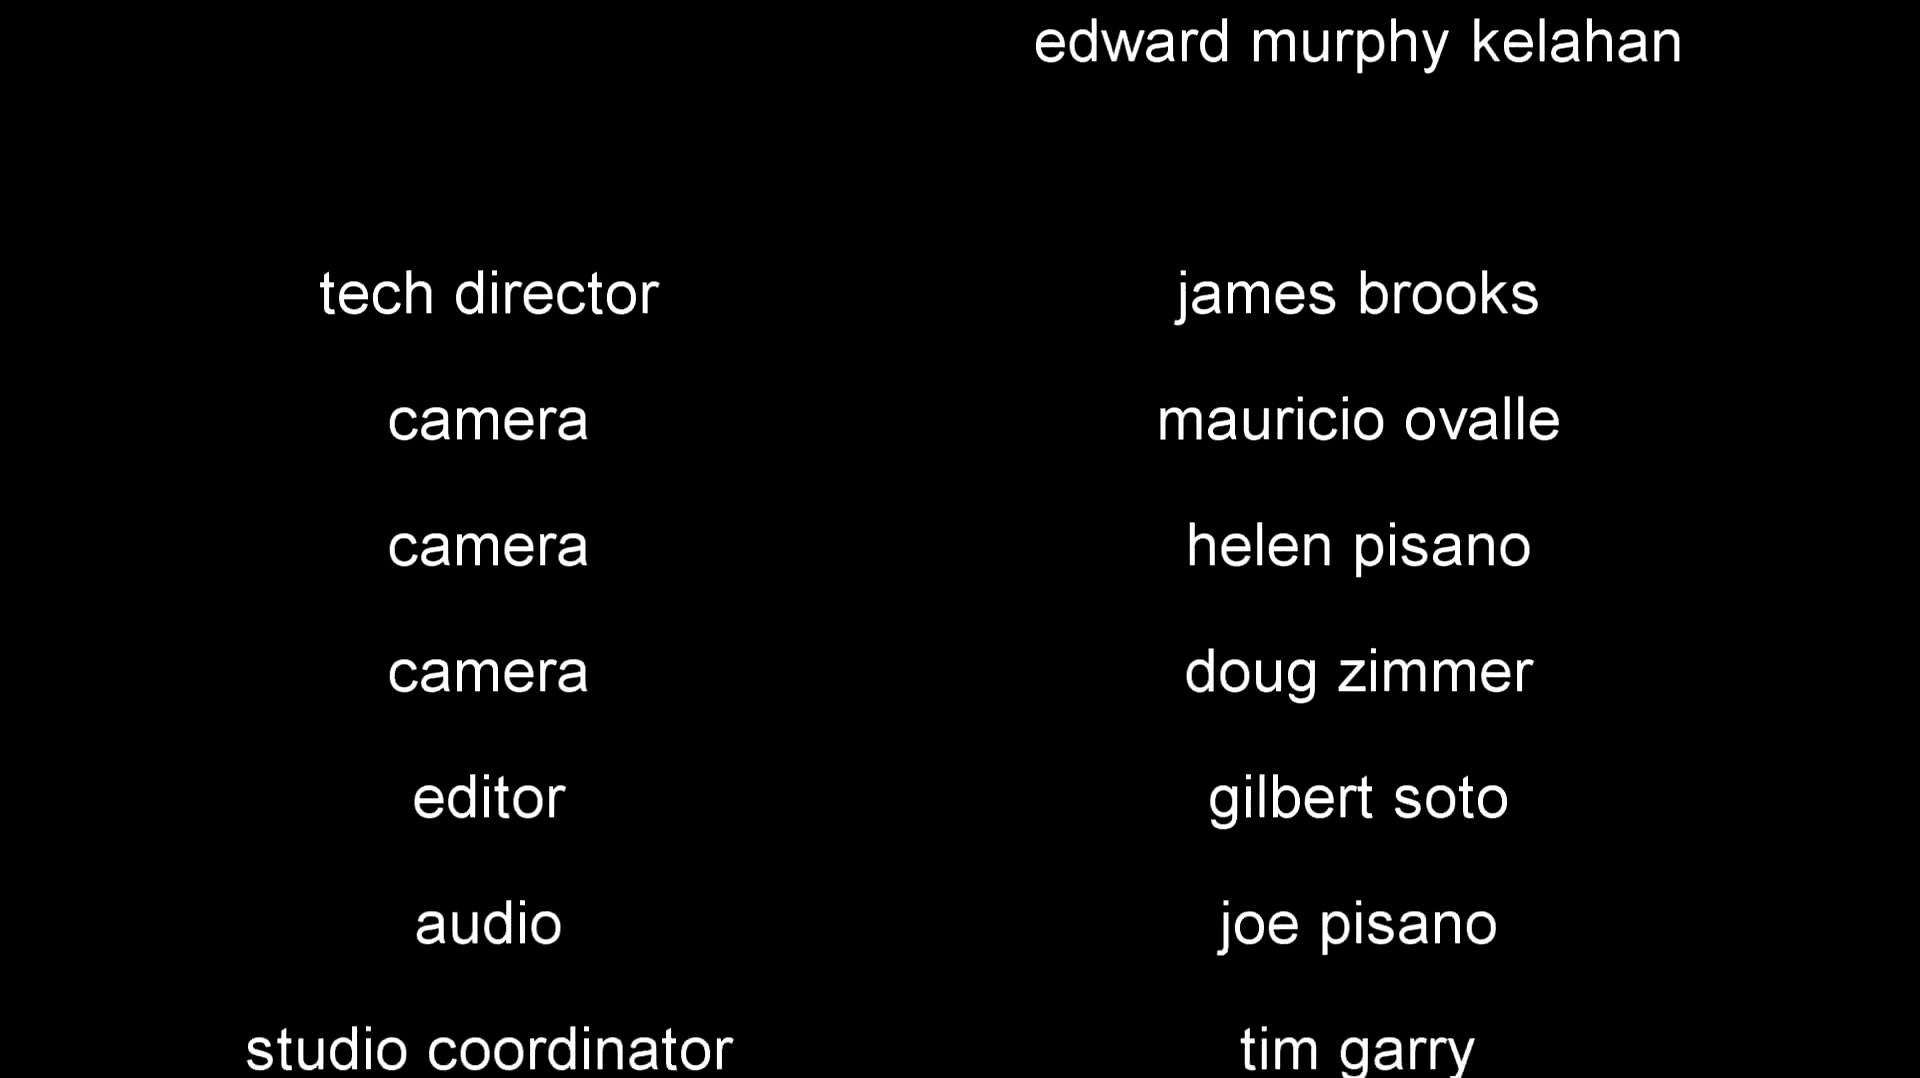 edward murphy kelahan
tech director james brooks
camera mauricio ovalle
camera helen pisano
camera doug zimmer
editor gilbert soto
audio joe pisano
studio coordinator tim garry